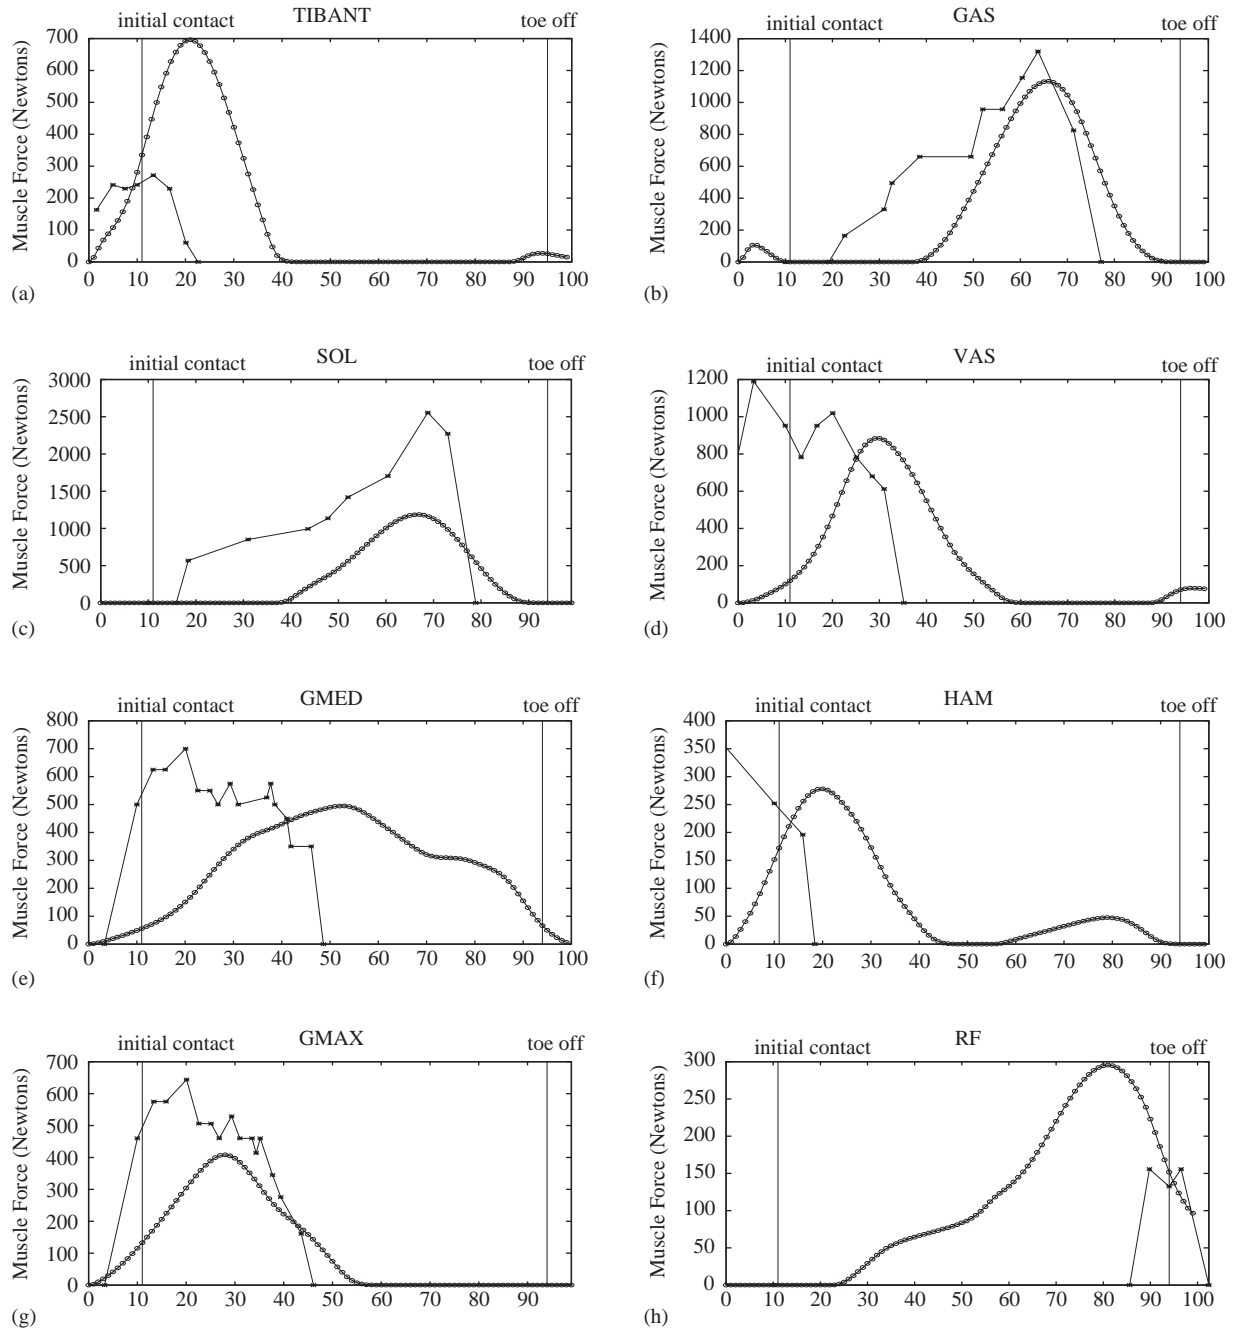 initial contact TIBANT toe off
700
600
500
400
300
200
100
0
Muscle Force (Newtons)
0 10 20 30 40 50 60 70 80 90 100
(a)
initial contact GAS toe off
1400
1200
1000
800
600
400
200
0
Muscle Force (Newtons)
0 10 20 30 40 50 60 70 80 90 100
(b)
initial contact SOL toe off
3000
2500
2000
1500
1000
500
0
Muscle Force (Newtons)
0 10 20 30 40 50 60 70 80 90 100
(c)
initial contact VAS toe off
1200
1000
800
600
400
200
0
Muscle Force (Newtons)
0 10 20 30 40 50 60 70 80 90 100
(d)
initial contact GMED toe off
800
700
600
500
400
300
200
100
0
Muscle Force (Newtons)
0 10 20 30 40 50 60 70 80 90 100
(e)
initial contact HAM toe off
400
350
300
250
200
150
100
50
0
Muscle Force (Newtons)
0 10 20 30 40 50 60 70 80 90 100
(f)
initial contact GMAX toe off
700
600
500
400
300
200
100
0
Muscle Force (Newtons)
0 10 20 30 40 50 60 70 80 90 100
(g)
initial contact RF toe off
300
250
200
150
100
50
0
Muscle Force (Newtons)
0 10 20 30 40 50 60 70 80 90 100
(h)